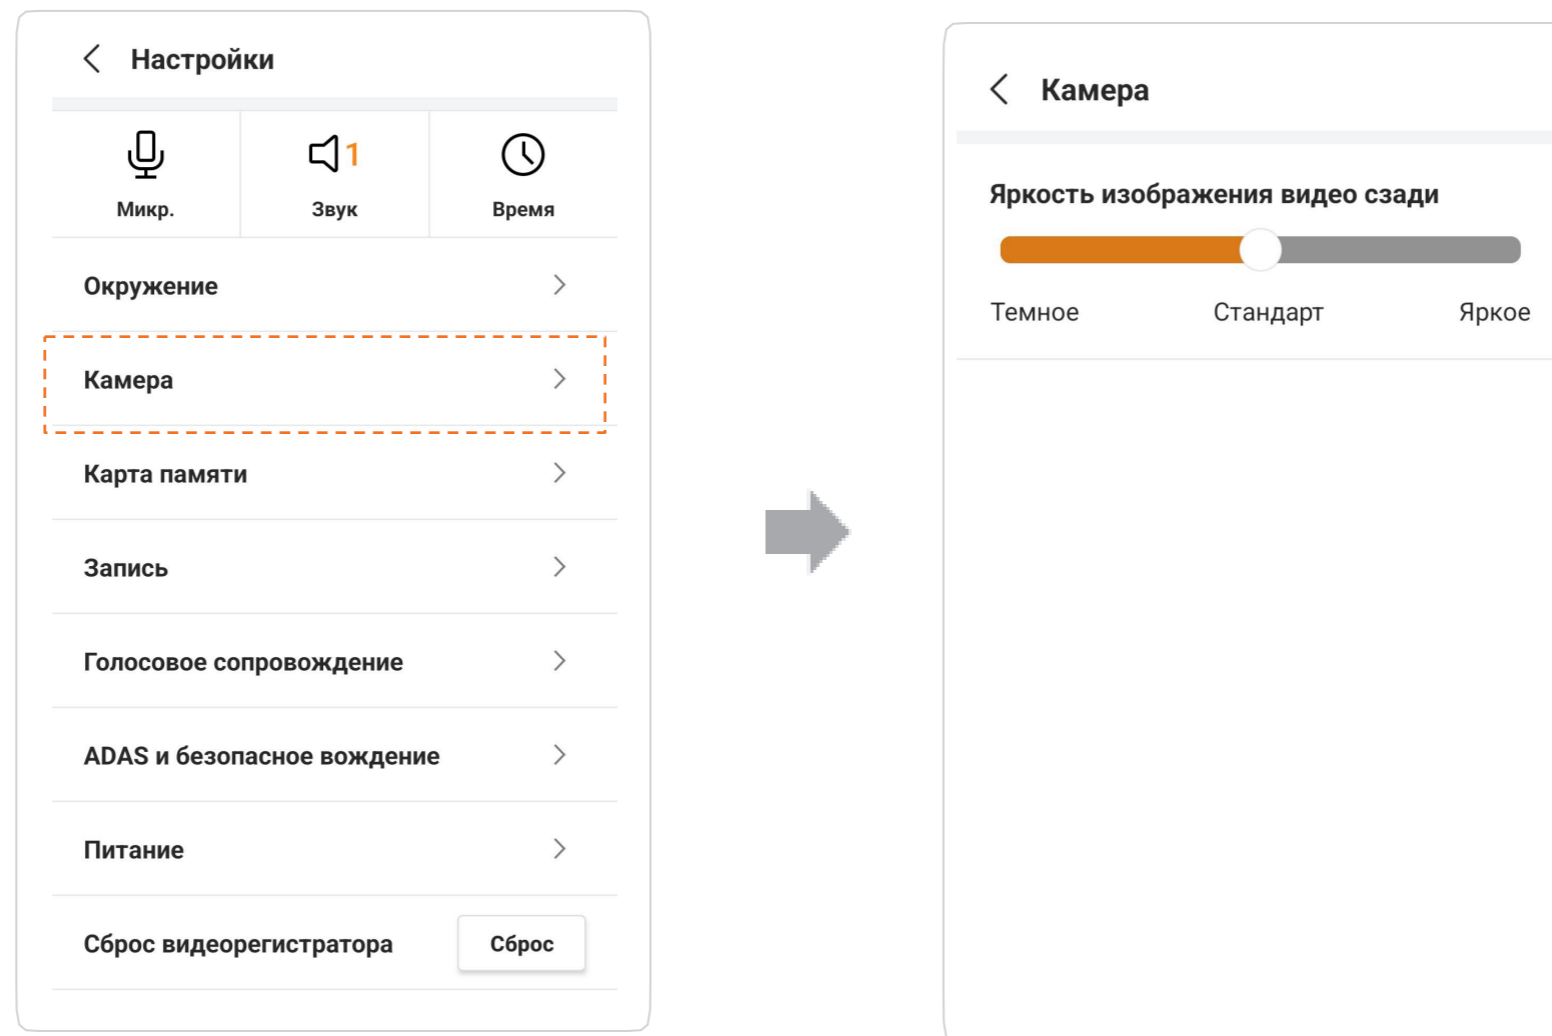 Настройки
1
Микр.
Звук
Время
Окружение
Камера
Карта памяти
Запись
Голосовое сопровождение
ADAS и безопасное вождение
Питание
Сброс видеорегистратора
Сброс
Камера
Яркость изображения видео сзади
Темное
Стандарт
Яркое